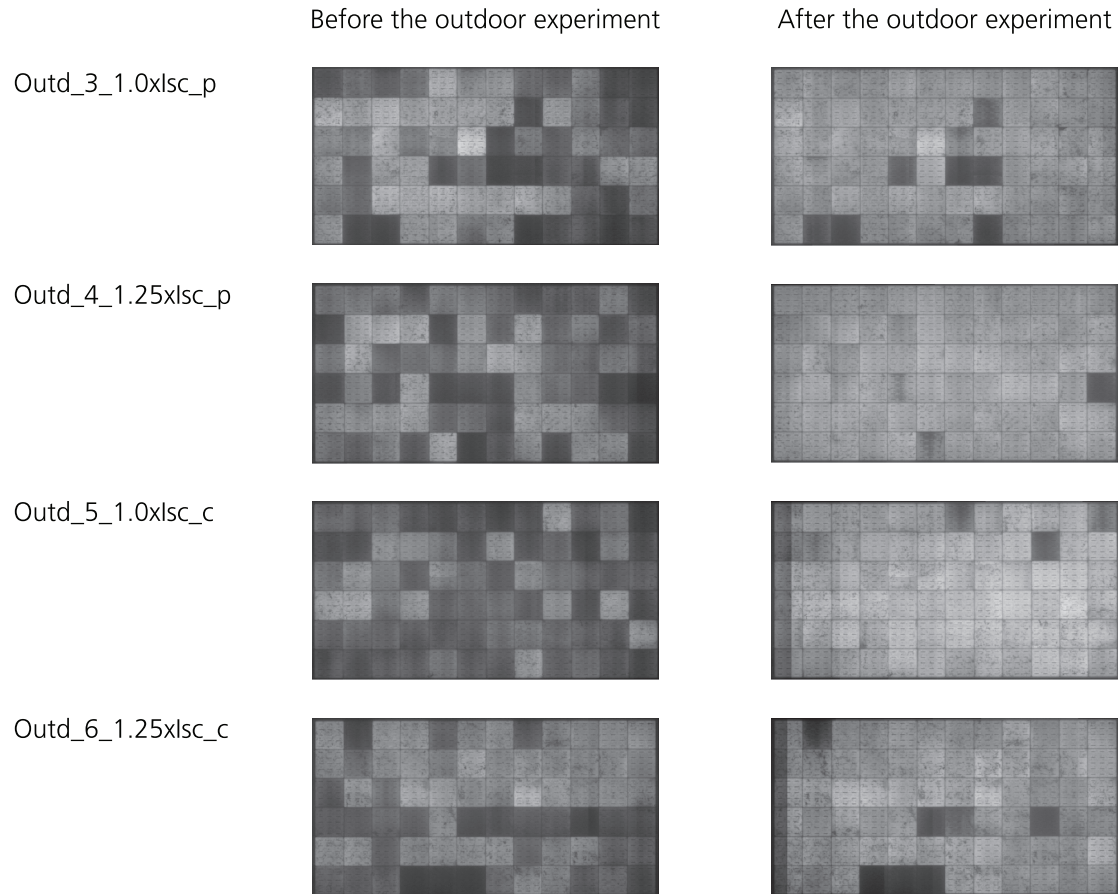 Before the outdoor experiment After the outdoor experiment
Outd_3_1.0xIsc_p
Outd_4_1.25xIsc_p
Outd_5_1.0xIsc_c
Outd_6_1.25xIsc_c